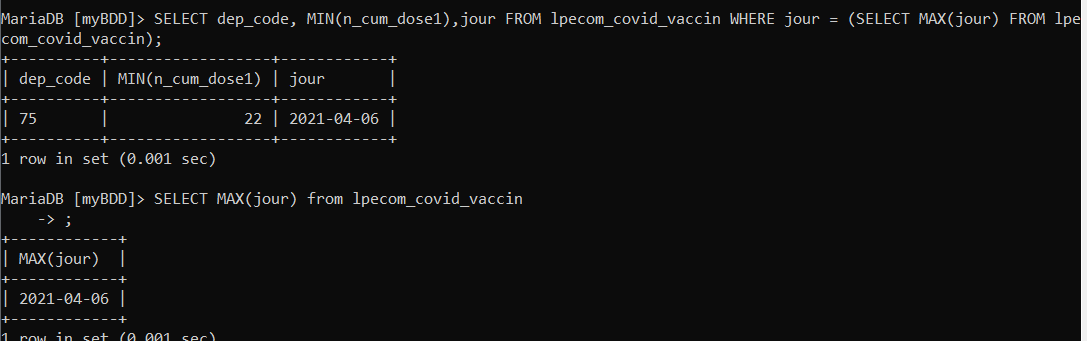 MariaDB [myBDD]> SELECT dep_code, MIN(n_cum_dose1),jour FROM lpecom_covid_vaccin WHERE jour = (SELECT MAX(jour) FROM lpe
com_covid_vaccin);
+----------+------------------+------------+
| dep_code | MIN(n_cum_dose1) | jour       |
+----------+------------------+------------+
| 75       |               22 | 2021-04-06 |
+----------+------------------+------------+
1 row in set (0.001 sec)

MariaDB [myBDD]> SELECT MAX(jour) from lpecom_covid_vaccin
    -> ;
+------------+
| MAX(jour)  |
+------------+
| 2021-04-06 |
+------------+
1 row in set (0.001 sec)